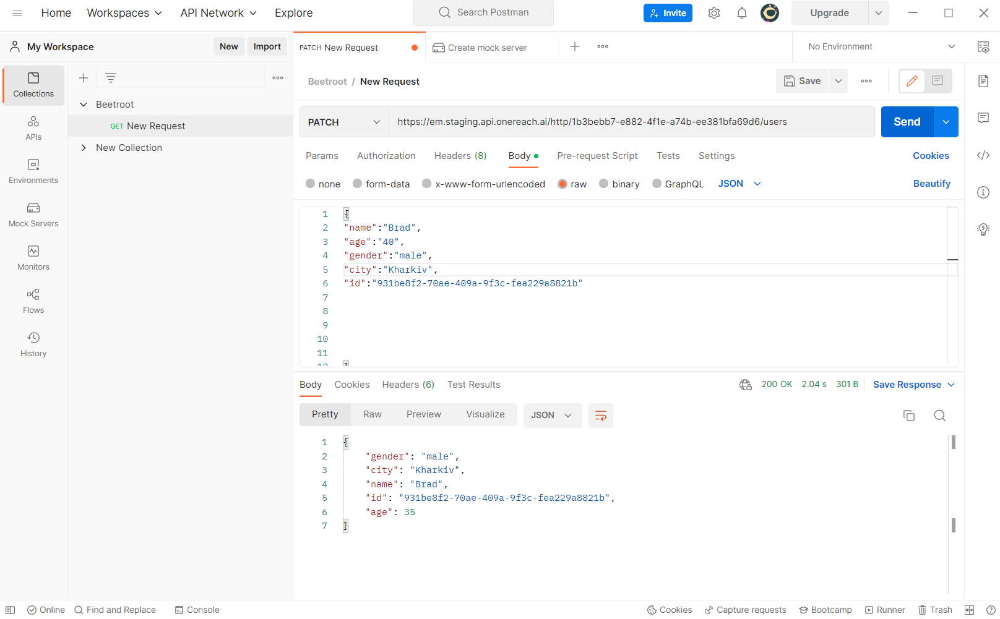 Home Workspaces API Network Explore Search Postman Invite Upgrade
My Workspace New Import PATCH New Request Create mock server No Environment
Collections
APIs
Environments
Mock Servers
Monitors
Flows
History
Beetroot
GET New Request
New Collection
Beetroot / New Request Save
PATCH https://em.staging.api.onereach.ai/http/1b3bebb7-e882-4f1e-a74b-ee381bfa69d6/users Send
Params Authorization Headers (8) Body Pre-request Script Tests Settings Cookies
none form-data x-www-form-urlencoded raw binary GraphQL JSON Beautify
1 {
2 "name":"Brad",
3 "age":"40",
4 "gender":"male",
5 "city":"Kharkiv",
6 "id":"931be8f2-70ae-409a-9f3c-fea229a8821b"
7
8
9
10
11
12 }
Body Cookies Headers (6) Test Results 200 OK 2.04 s 301 B Save Response
Pretty Raw Preview Visualize JSON
1 {
2 "gender": "male",
3 "city": "Kharkiv",
4 "name": "Brad",
5 "id": "931be8f2-70ae-409a-9f3c-fea229a8821b",
6 "age": 35
7 }
Online Find and Replace Console Cookies Capture requests Bootcamp Runner Trash